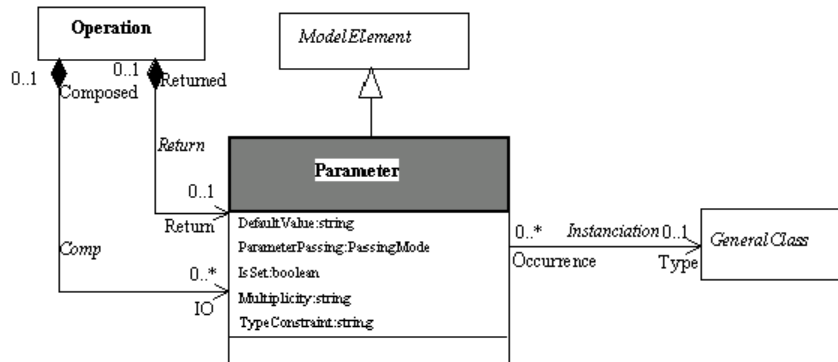 Operation
ModelElement
0..1
0..1
Composed
Returned
Return
Parameter
0..1
Return
DefaultValue:string
ParameterPassing:PassingMode
IsSet:boolean
Multiplicity:string
TypeConstraint:string
0..*
Instanciation
0..1
GeneralClass
Occurrence
Type
Comp
0..*
IO